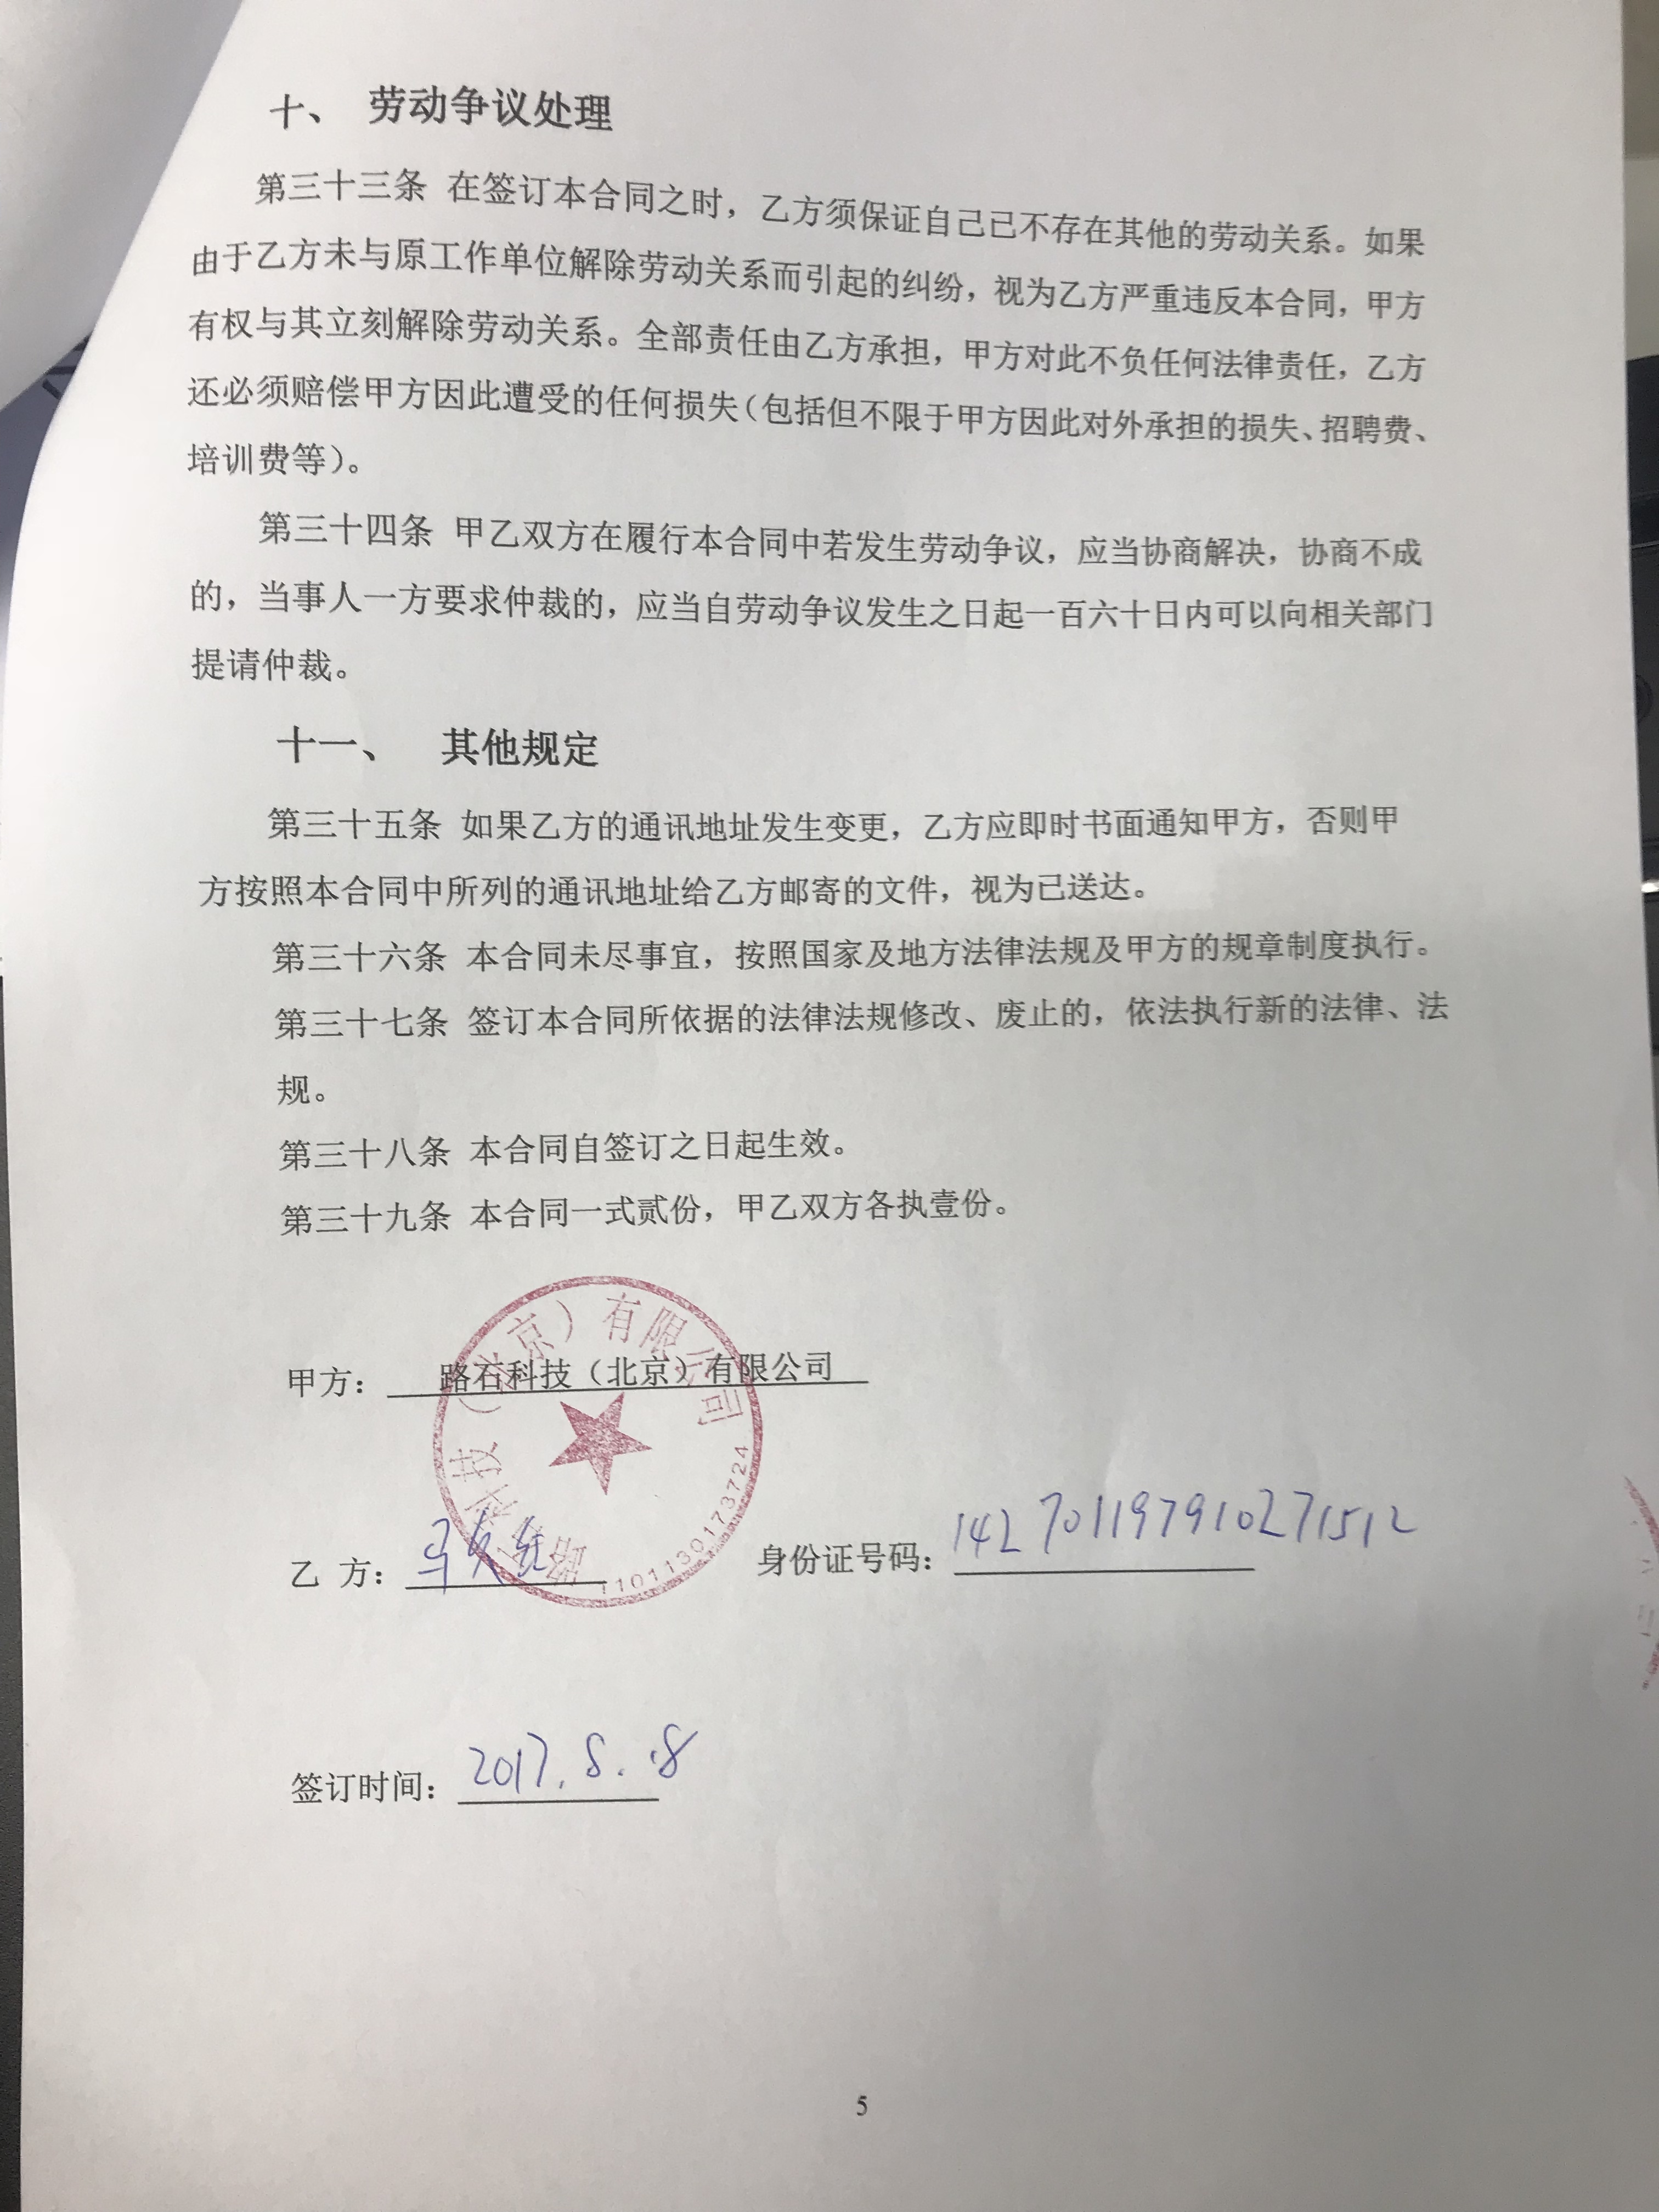 十、 劳动争议处理
第三十三条 在签订本合同之时，乙方须保证自己已不存在其他的劳动关系。如果
由于乙方未与原工作单位解除劳动关系而引起的纠纷，视为乙方严重违反本合同，甲方
有权与其立刻解除劳动关系。全部责任由乙方承担，甲方对此不负任何法律责任，乙方
还必须赔偿甲方因此遭受的任何损失（包括但不限于甲方因此对外承担的损失、招聘费、
培训费等）。
第三十四条 甲乙双方在履行本合同中若发生劳动争议，应当协商解决，协商不成
的，当事人一方要求仲裁的，应当自劳动争议发生之日起一百六十日内可以向相关部门
提请仲裁。
十一、 其他规定
第三十五条 如果乙方的通讯地址发生变更，乙方应即时书面通知甲方，否则甲
方按照本合同中所列的通讯地址给乙方邮寄的文件，视为已送达。
第三十六条 本合同未尽事宜，按照国家及地方法律法规及甲方的规章制度执行。
第三十七条 签订本合同所依据的法律法规修改、废止的，依法执行新的法律、法
规。
第三十八条 本合同自签订之日起生效。
第三十九条 本合同一式贰份，甲乙双方各执壹份。
甲方： 路石科技（北京）有限公司
路石科技（北京）有限公司
1101130173724
乙 方： 身份证号码：142701197910271512
签订时间：2017.8.18
5